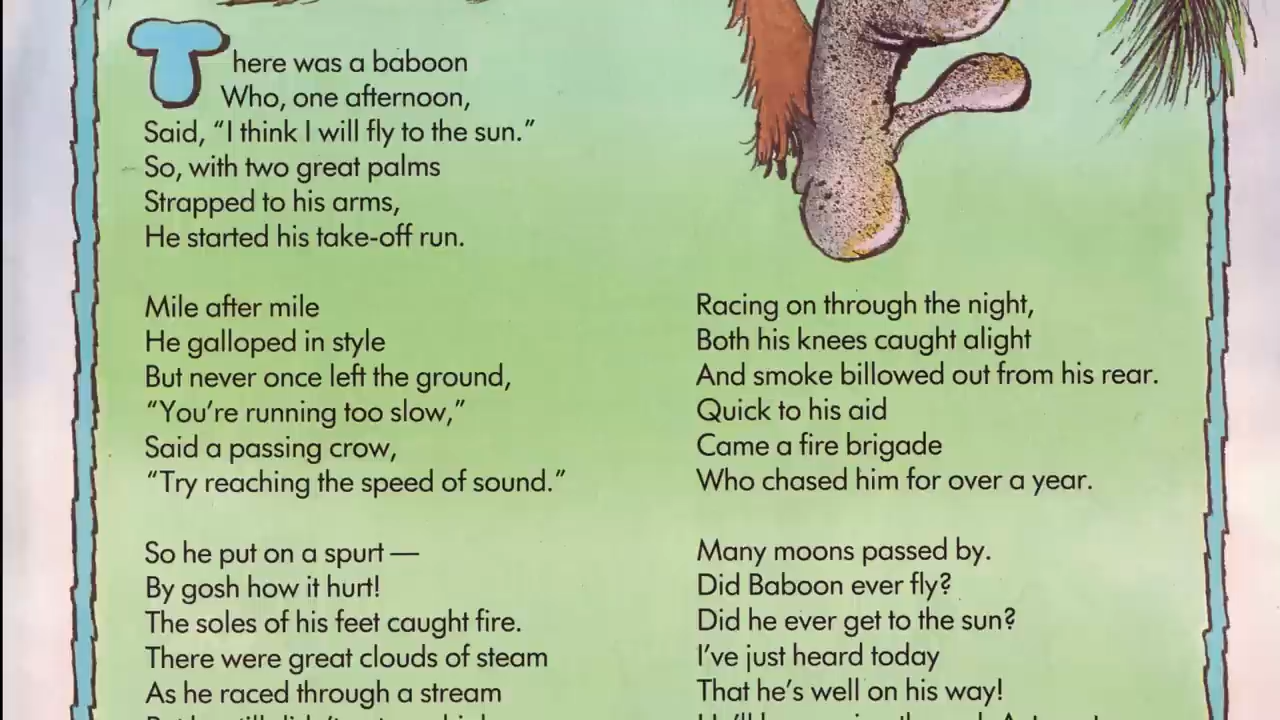 There was a baboon
Who, one afternoon,
Said, “I think I will fly to the sun.”
So, with two great palms
Strapped to his arms,
He started his take-off run.
Mile after mile
He galloped in style
But never once left the ground,
“You’re running too slow,”
Said a passing crow,
“Try reaching the speed of sound.”
So he put on a spurt —
By gosh how it hurt!
The soles of his feet caught fire.
There were great clouds of steam
As he raced through a stream
Racing on through the night,
Both his knees caught alight
And smoke billowed out from his rear.
Quick to his aid
Came a fire brigade
Who chased him for over a year.
Many moons passed by.
Did Baboon ever fly?
Did he ever get to the sun?
I’ve just heard today
That he’s well on his way!